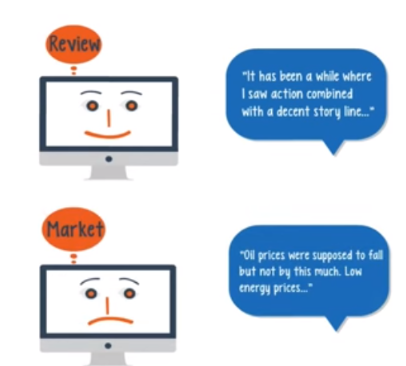 Review
"It has been a while where
I saw action combined
with a decent story line..."
Market
"Oil prices were supposed to fall
but not by this much. Low
energy prices..."